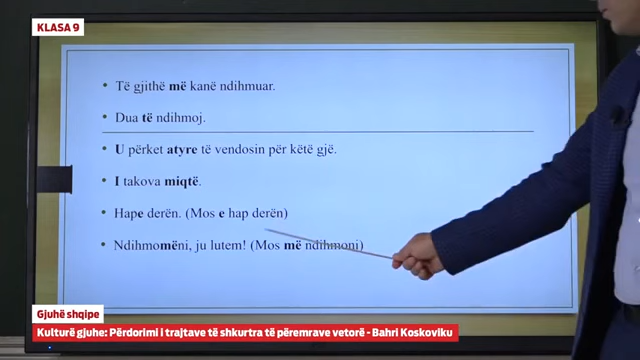 KLASA 9
• Të gjithë më kanë ndihmuar.
• Dua të ndihmoj.
• U përket atyre të vendosin për këtë gjë.
• I takova miqtë.
• Hape derën. (Mos e hap derën)
• Ndihmomëni, ju lutem! (Mos më ndihmoni)
Gjuhë shqipe
Kulturë gjuhe: Përdorimi i trajtave të shkurtra të përemrave vetorë - Bahri Koskoviku